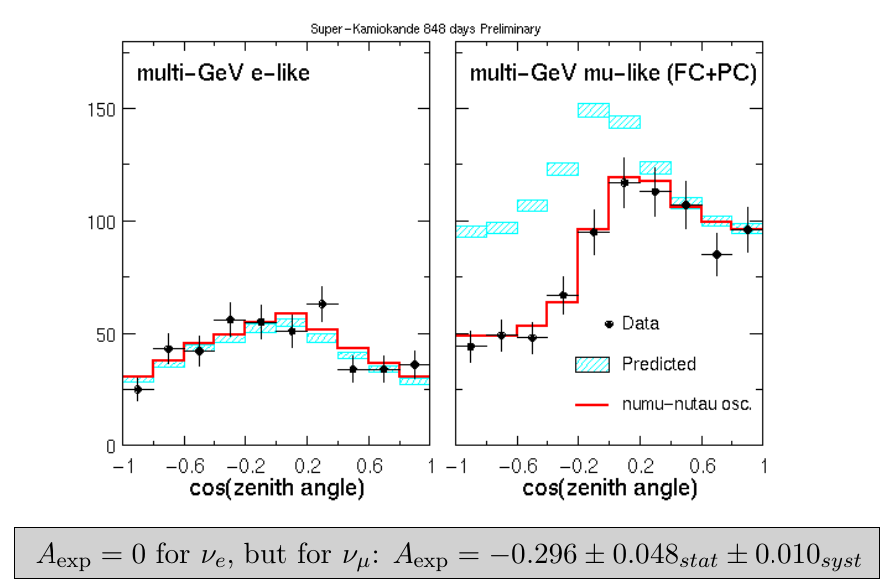 Super-Kamiokande 848 days Preliminary
multi-GeV e-like
multi-GeV mu-like (FC+PC)
150
100
50
0
Data
Predicted
numu-nutau osc.
−1 −0.6 −0.2 0.2 0.6 1
−1 −0.6 −0.2 0.2 0.6 1
cos(zenith angle)
cos(zenith angle)
A_exp = 0 for ν_e, but for ν_μ: A_exp = −0.296 ± 0.048_stat ± 0.010_syst